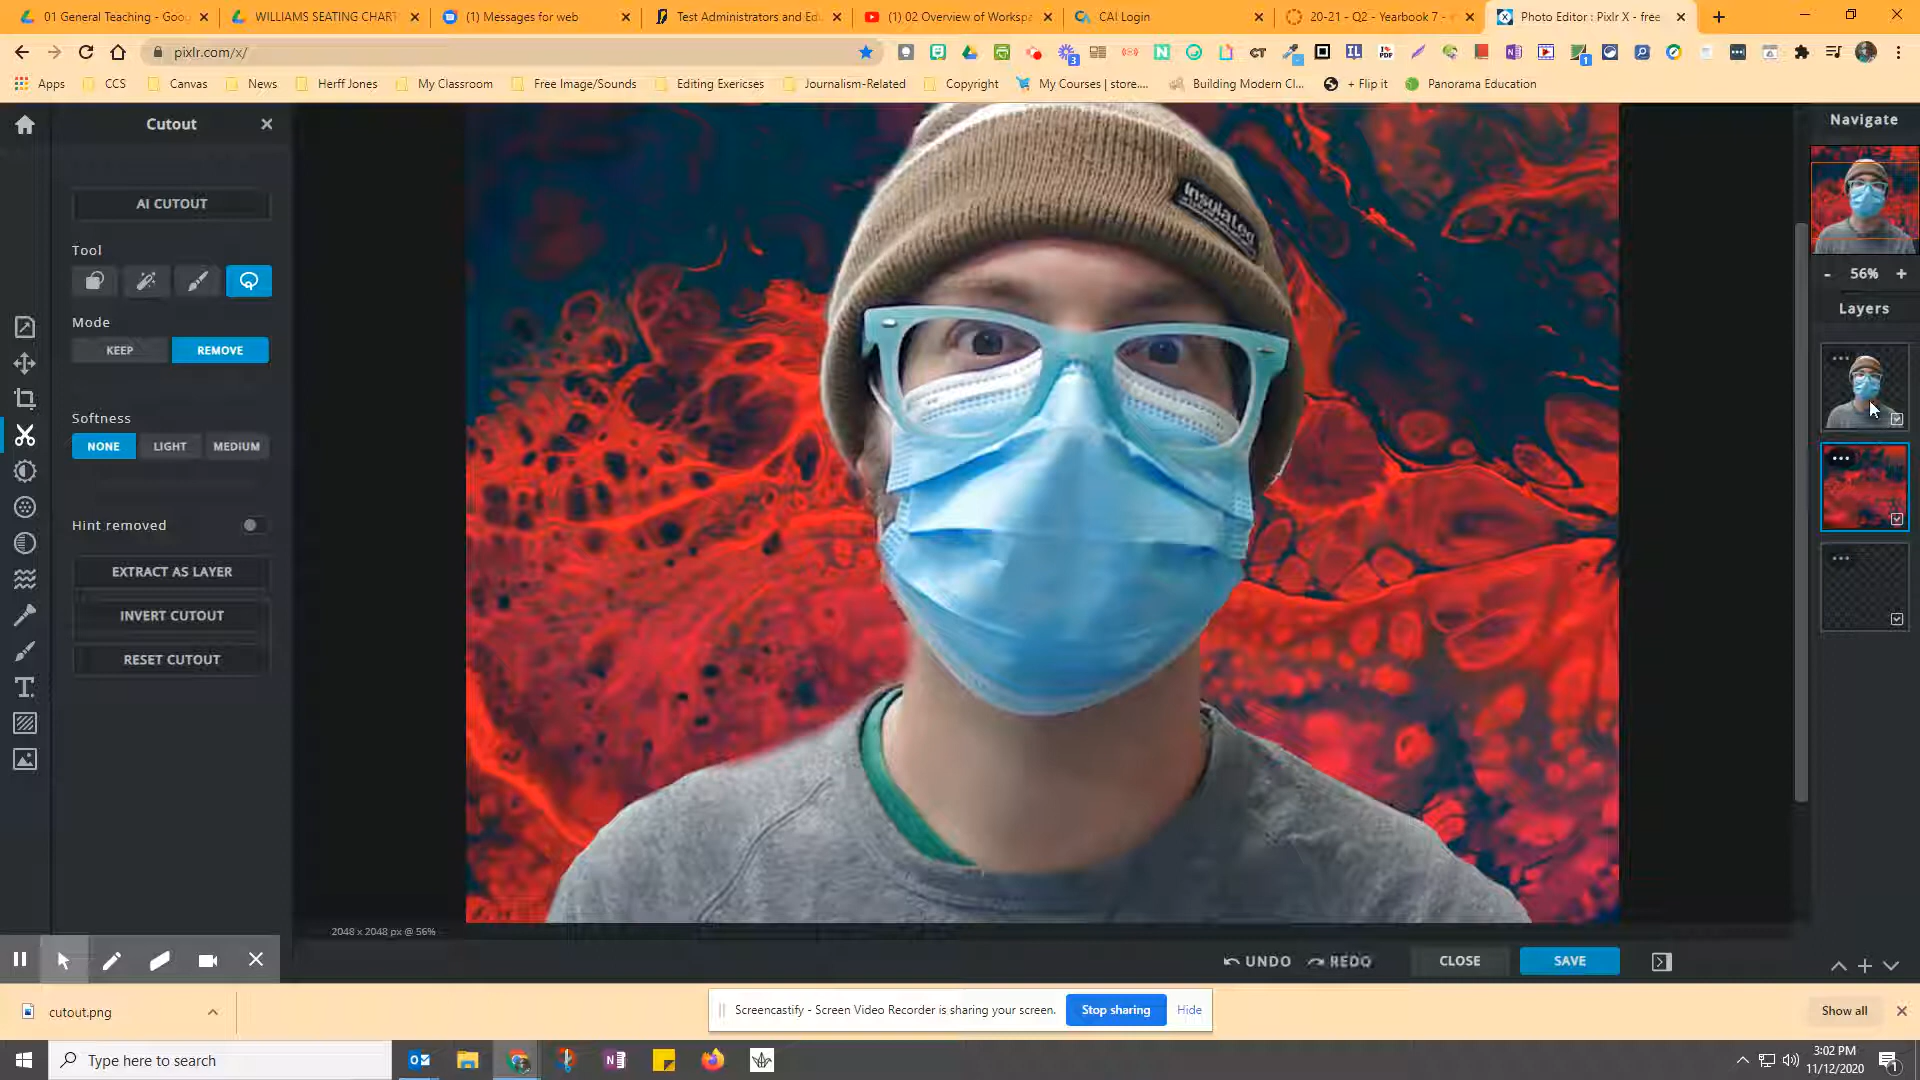 01 General Teaching - Goo
WILLIAMS SEATING CHART
(1) Messages for web
Test Administrators and Ed
(1) 02 Overview of Workspa
CAI Login
20-21 - Q2 - Yearbook 7 -
Photo Editor : Pixlr X - free
pixlr.com/x/
Apps
CCS
Canvas
News
Herff Jones
My Classroom
Free Image/Sounds
Editing Exericses
Journalism-Related
Copyright
My Courses | store....
Building Modern Cl...
+ Flip it
Panorama Education
Cutout
AI CUTOUT
Tool
Mode
KEEP
REMOVE
Softness
NONE
LIGHT
MEDIUM
Hint removed
EXTRACT AS LAYER
INVERT CUTOUT
RESET CUTOUT
Insulated
Navigate
- 56% +
Layers
2048 x 2048 px @ 56%
UNDO
REDO
CLOSE
SAVE
cutout.png
Screencastify - Screen Video Recorder is sharing your screen.
Stop sharing
Hide
Show all
Type here to search
3:02 PM
11/12/2020